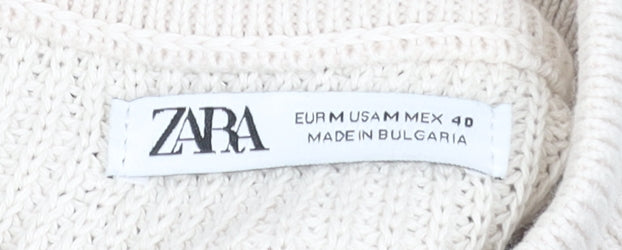 ZARA
EUR M USA M MEX 40
MADE IN BULGARIA